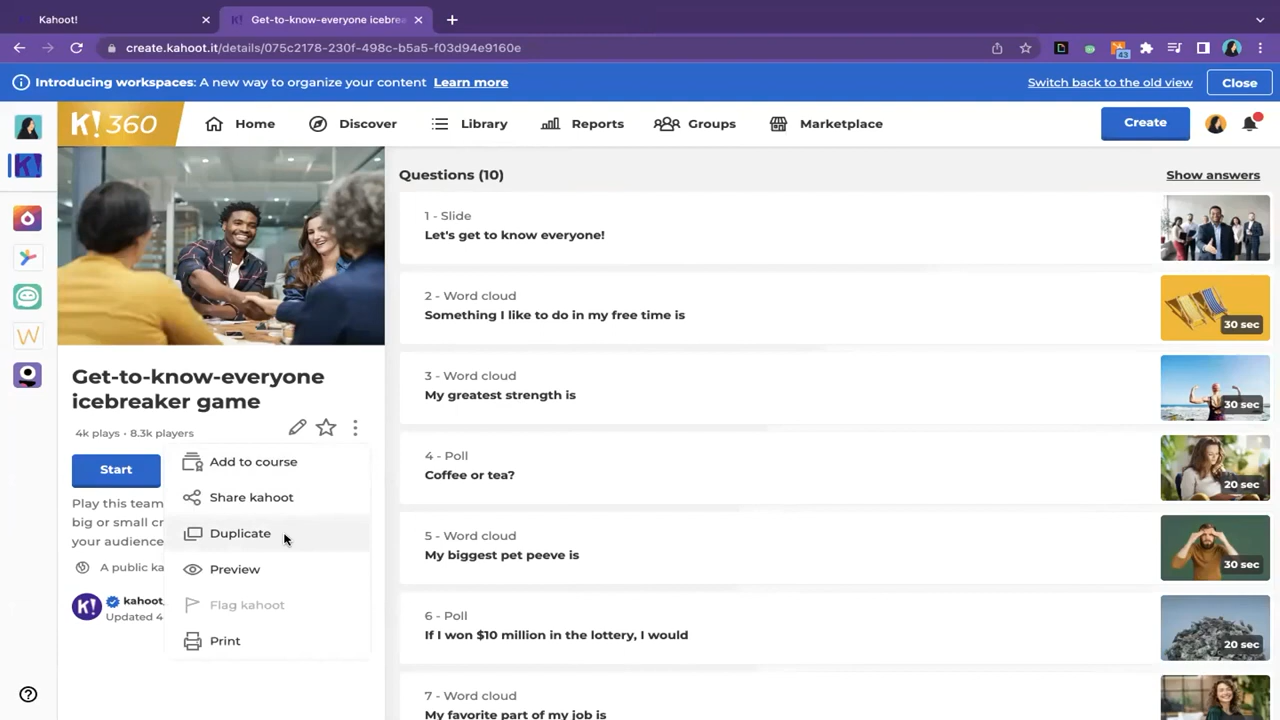 Kahoot!
Get-to-know-everyone icebrea
create.kahoot.it/details/075c2178-230f-498c-b5a5-f03d94e9160e
43
Introducing workspaces: A new way to organize your content Learn more
Switch back to the old view
Close
K! 360
Home
Discover
Library
Reports
Groups
Marketplace
Create
K!
W
Get-to-know-everyone
icebreaker game
4k plays • 8.3k players
Start
Play this team
big or small cr
your audience
A public ka
K!
kahoot
Updated 4
Add to course
Share kahoot
Duplicate
Preview
Flag kahoot
Print
Questions (10)
Show answers
1 - Slide
Let's get to know everyone!
2 - Word cloud
Something I like to do in my free time is
30 sec
3 - Word cloud
My greatest strength is
30 sec
4 - Poll
Coffee or tea?
20 sec
5 - Word cloud
My biggest pet peeve is
30 sec
6 - Poll
If I won $10 million in the lottery, I would
20 sec
7 - Word cloud
My favorite part of my job is